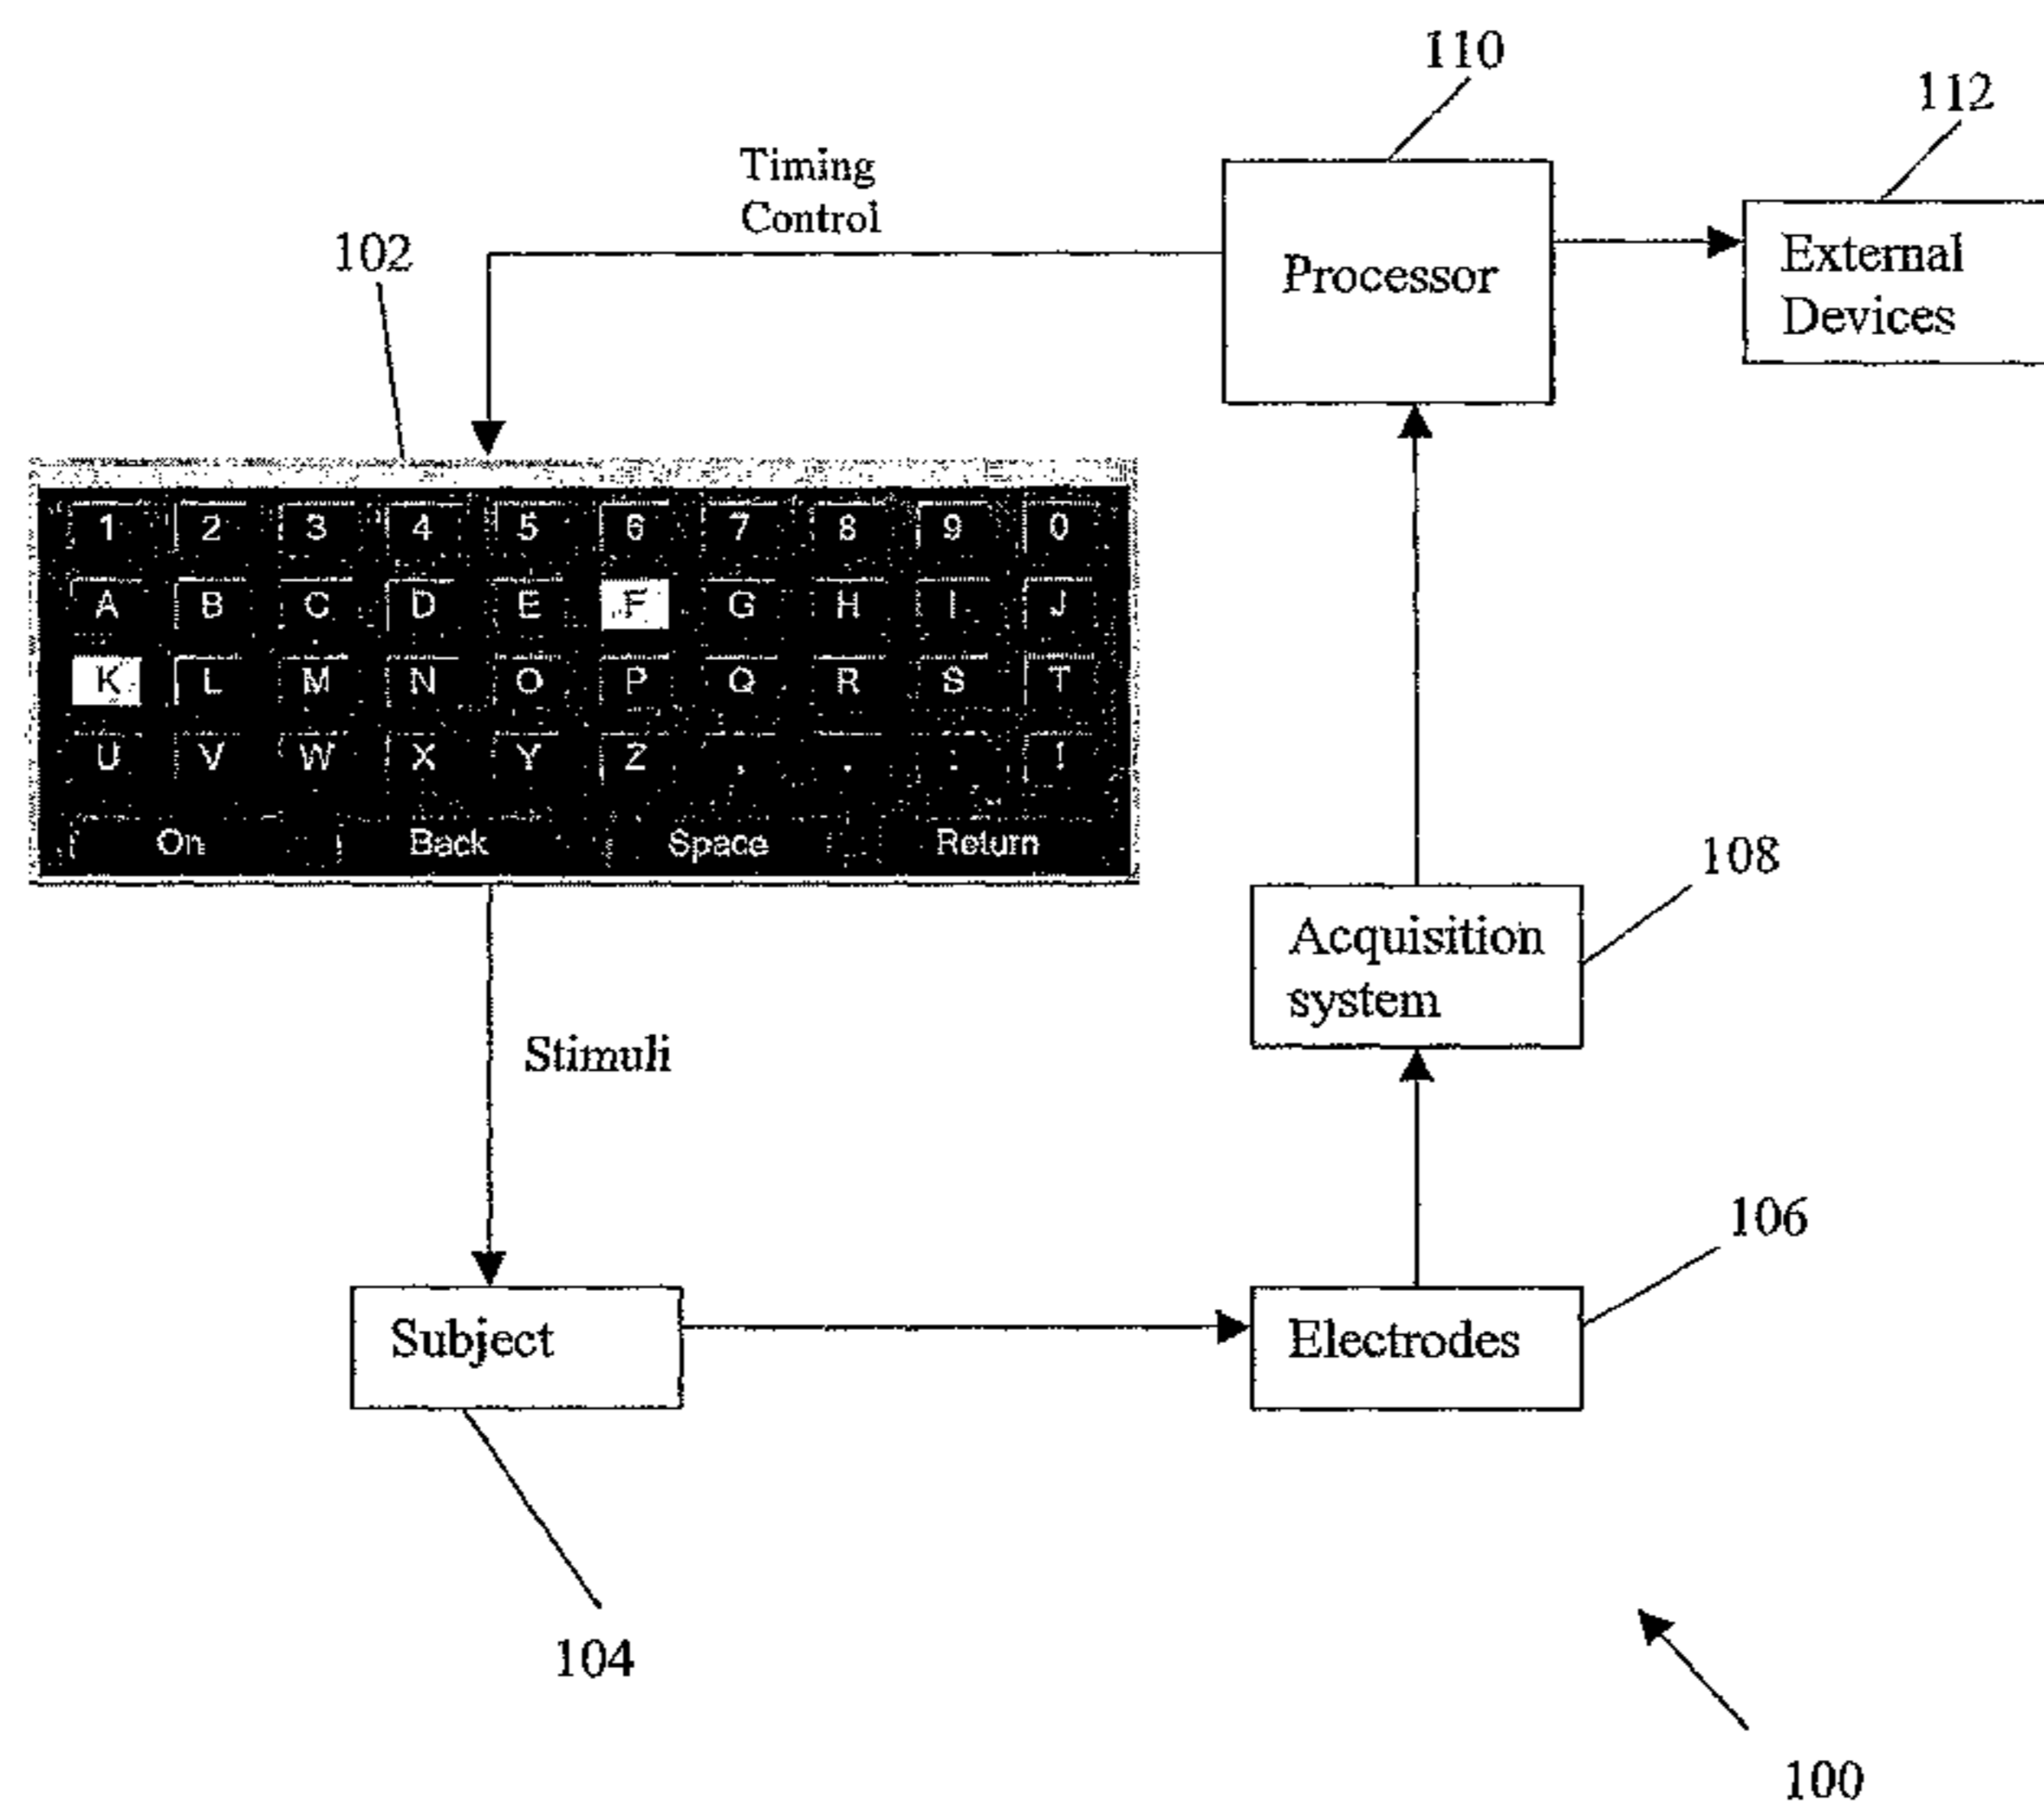 110
112
Timing
Control
102
Processor
External
Devices
1 2 3 4 5 6 7 8 9 0
A B C D E F G H I J
K L M N O P Q R S T
U V W X Y Z , . : !
On Back Space Return
108
Acquisition
system
Stimuli
106
Subject
Electrodes
104
100